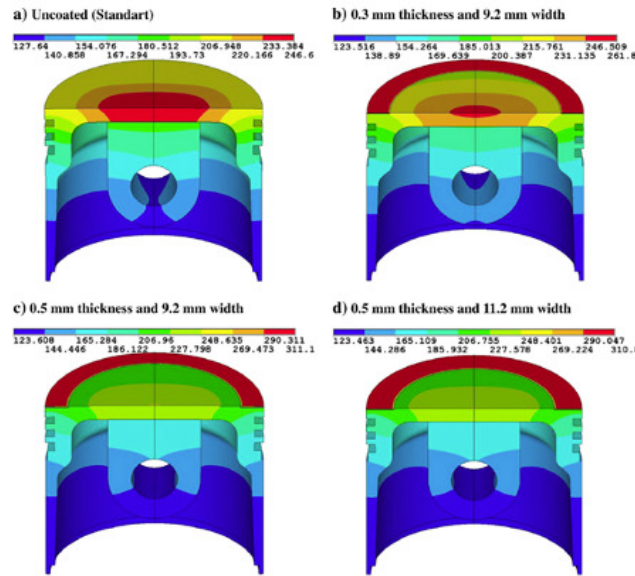 a) Uncoated (Standart)
127.64 154.076 180.512 206.948 233.384
140.858 167.294 193.73 220.166 246.6
b) 0.3 mm thickness and 9.2 mm width
123.516 154.264 185.013 215.761 246.509
138.89 169.639 200.387 231.135 261.8
c) 0.5 mm thickness and 9.2 mm width
123.608 165.284 206.96 248.635 290.311
144.446 186.122 227.798 269.473 311.1
d) 0.5 mm thickness and 11.2 mm width
123.463 165.109 206.755 248.401 290.047
144.286 185.932 227.578 269.224 310.8